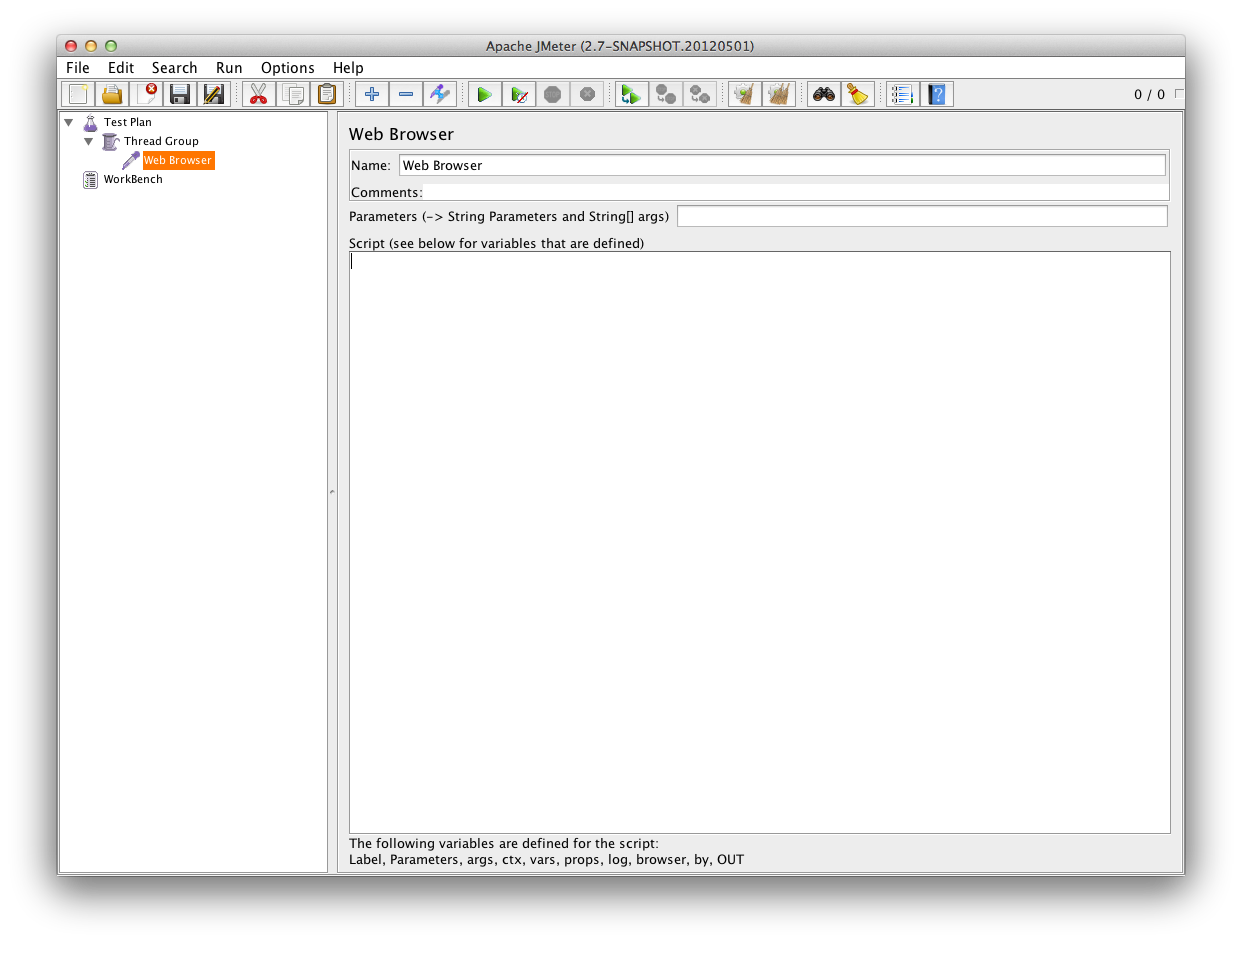 Apache JMeter (2.7-SNAPSHOT.20120501)
File Edit Search Run Options Help
0 / 0
Test Plan
Thread Group
Web Browser
WorkBench
Web Browser
Name: Web Browser
Comments:
Parameters (-> String Parameters and String[] args)
Script (see below for variables that are defined)
The following variables are defined for the script:
Label, Parameters, args, ctx, vars, props, log, browser, by, OUT